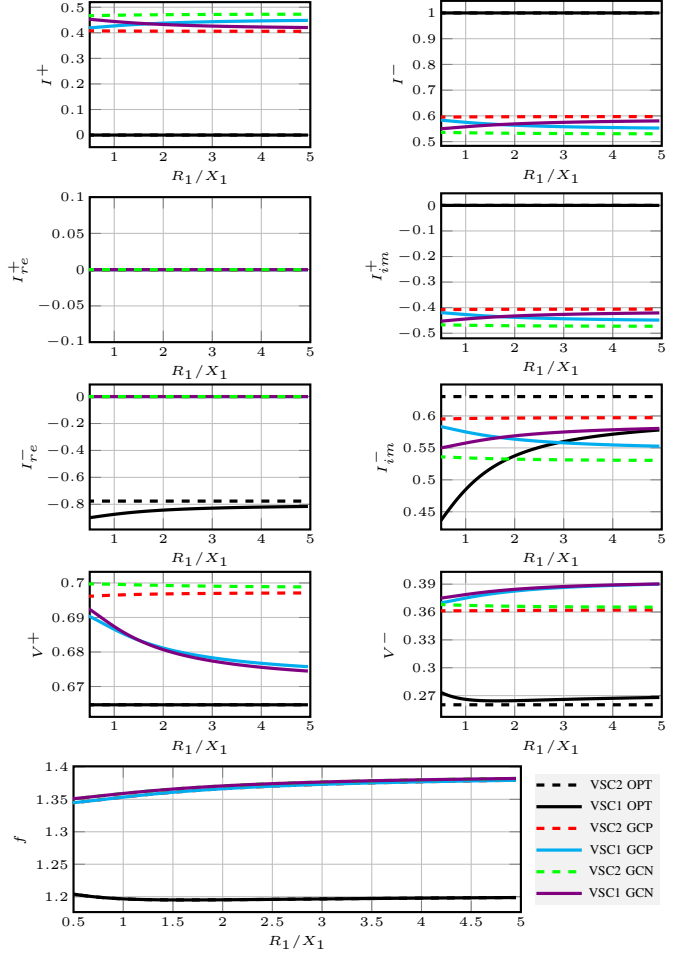 0.5
0.4
0.3
0.2
0.1
0
1 2 3 4 5
I+
R1/X1
1
0.9
0.8
0.7
0.6
0.5
1 2 3 4 5
I−
R1/X1
0.1
0.05
0
−0.05
−0.1
1 2 3 4 5
I+re
R1/X1
0
−0.1
−0.2
−0.3
−0.4
−0.5
1 2 3 4 5
I+im
R1/X1
0
−0.2
−0.4
−0.6
−0.8
1 2 3 4 5
I−re
R1/X1
0.6
0.55
0.5
0.45
1 2 3 4 5
I−im
R1/X1
0.7
0.69
0.68
0.67
1 2 3 4 5
V+
R1/X1
0.39
0.36
0.33
0.3
0.27
1 2 3 4 5
V−
R1/X1
1.4
1.35
1.3
1.25
1.2
0.5 1 1.5 2 2.5 3 3.5 4 4.5 5
f
R1/X1
VSC2 OPT
VSC1 OPT
VSC2 GCP
VSC1 GCP
VSC2 GCN
VSC1 GCN